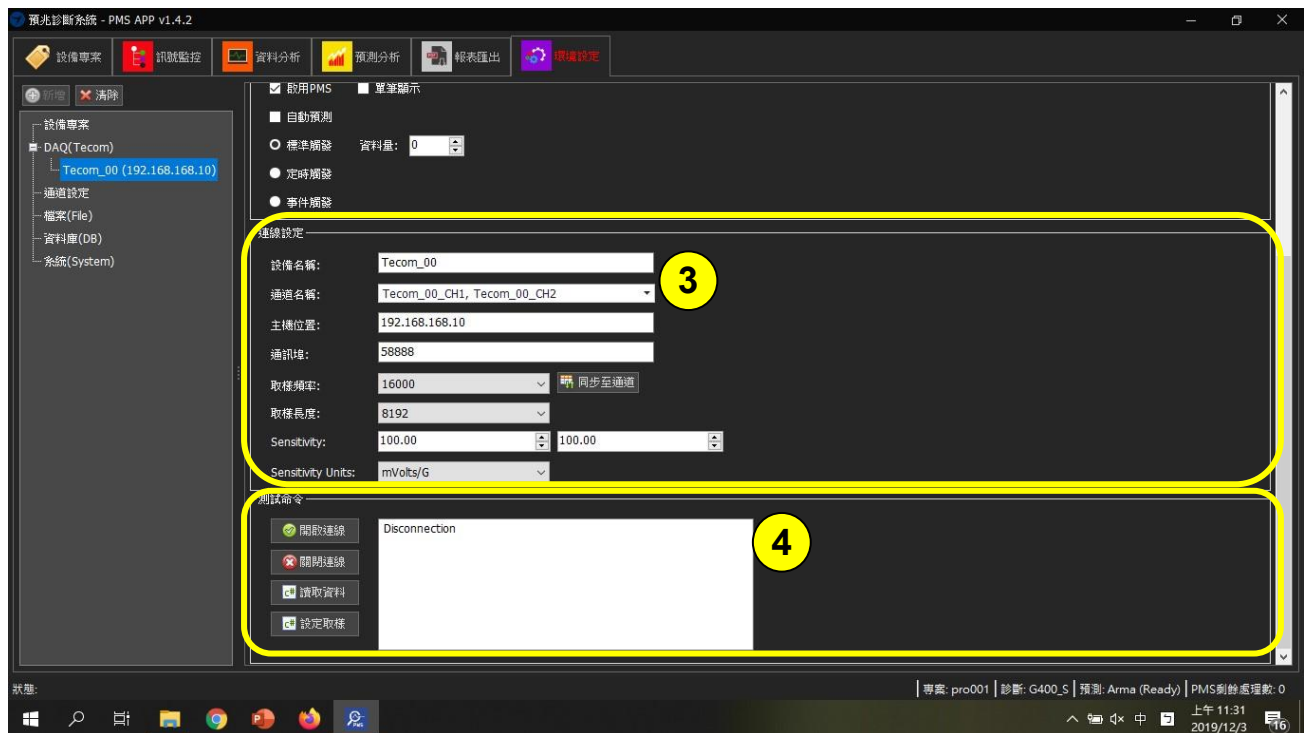 預兆診斷系統 - PMS APP v1.4.2
設備專案 訊號監控 資料分析 預測分析 報表匯出 環境設定
新增 清除
設備專案
DAQ(Tecom)
Tecom_00 (192.168.168.10)
通道設定
檔案(File)
資料庫(DB)
系統(System)
啟用PMS 單筆顯示
自動預測
標準觸發 資料量: 0
定時觸發
事件觸發
連線設定
設備名稱: Tecom_00
3
通道名稱: Tecom_00_CH1, Tecom_00_CH2
主機位置: 192.168.168.10
通訊埠: 58888
取樣頻率: 16000 同步至通道
取樣長度: 8192
Sensitivity: 100.00 100.00
Sensitivity Units: mVolts/G
測試命令
開啟連線 Disconnection
4
關閉連線
讀取資料
設定取樣
狀態: 專案: pro001 診斷: G400_S 預測: Arma (Ready) PMS剩餘處理數: 0
中 上午 11:31
2019/12/3
16